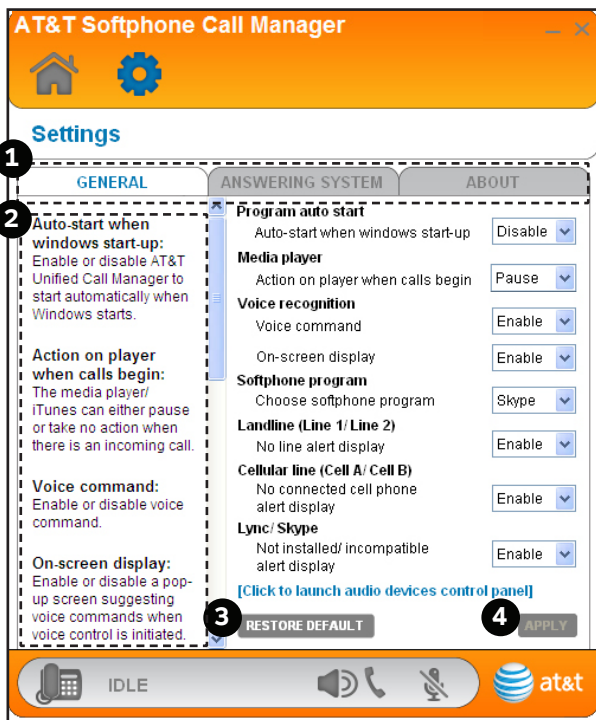 AT&T Softphone Call Manager
Settings
1
GENERAL
ANSWERING SYSTEM
ABOUT
2
Auto-start when
windows start-up:
Enable or disable AT&T
Unified Call Manager to
start automatically when
Windows starts.
Action on player
when calls begin:
The media player/
iTunes can either pause
or take no action when
there is an incoming call.
Voice command:
Enable or disable voice
command.
On-screen display:
Enable or disable a pop-
up screen suggesting
voice commands when
voice control is initiated.
Program auto start
Auto-start when windows start-up Disable
Media player
Action on player when calls begin Pause
Voice recognition
Voice command Enable
On-screen display Enable
Softphone program
Choose softphone program Skype
Landline (Line 1/ Line 2)
No line alert display Enable
Cellular line (Cell A/ Cell B)
No connected cell phone
alert display Enable
Lync/ Skype
Not installed/ incompatible
alert display Enable
[Click to launch audio devices control panel]
3
RESTORE DEFAULT
4
APPLY
IDLE
at&t